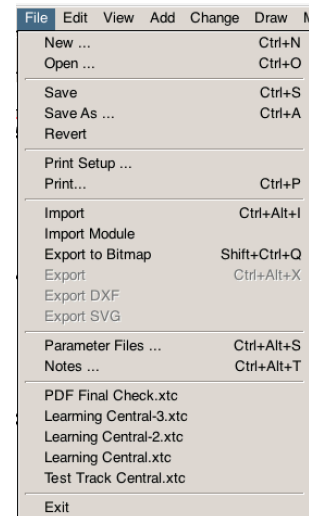 File Edit View Add Change Draw
New ... Ctrl+N
Open ... Ctrl+O
Save Ctrl+S
Save As ... Ctrl+A
Revert
Print Setup ...
Print... Ctrl+P
Import Ctrl+Alt+I
Import Module
Export to Bitmap Shift+Ctrl+Q
Export Ctrl+Alt+X
Export DXF
Export SVG
Parameter Files ... Ctrl+Alt+S
Notes ... Ctrl+Alt+T
PDF Final Check.xtc
Learming Central-3.xtc
Learning Central-2.xtc
Learning Central.xtc
Test Track Central.xtc
Exit